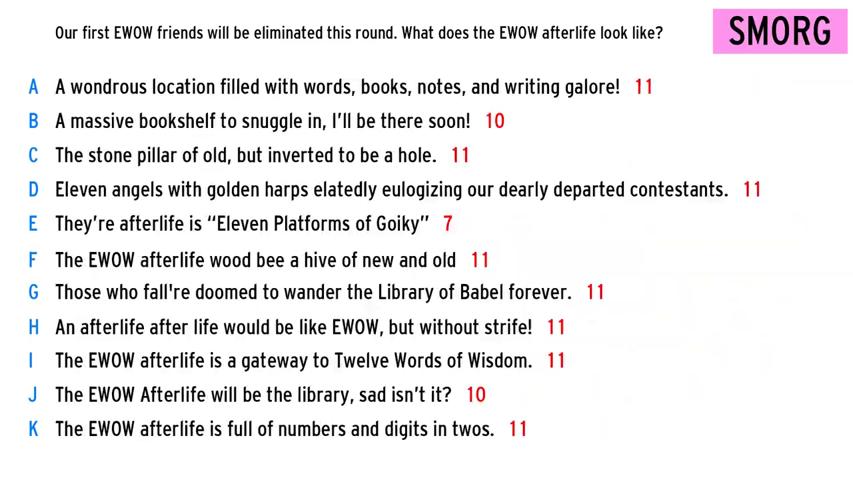 Our first EWOW friends will be eliminated this round. What does the EWOW afterlife look like?
SMORG
A A wondrous location filled with words, books, notes, and writing galore! 11
B A massive bookshelf to snuggle in, I'll be there soon! 10
C The stone pillar of old, but inverted to be a hole. 11
D Eleven angels with golden harps elatedly eulogizing our dearly departed contestants. 11
E They're afterlife is “Eleven Platforms of Goiky” 7
F The EWOW afterlife wood bee a hive of new and old 11
G Those who fall're doomed to wander the Library of Babel forever. 11
H An afterlife after life would be like EWOW, but without strife! 11
I The EWOW afterlife is a gateway to Twelve Words of Wisdom. 11
J The EWOW Afterlife will be the library, sad isn't it? 10
K The EWOW afterlife is full of numbers and digits in twos. 11